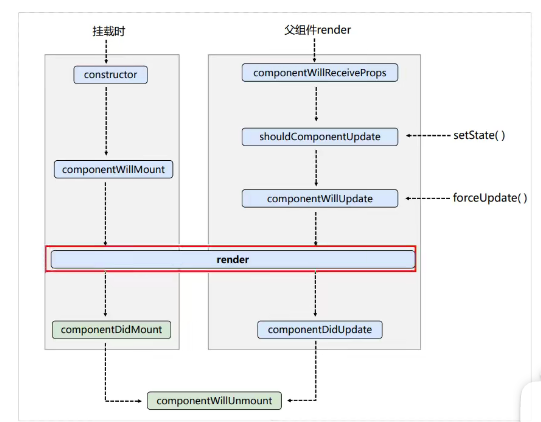 挂载时
父组件render
constructor
componentWillReceiveProps
shouldComponentUpdate
setState( )
componentWillMount
componentWillUpdate
forceUpdate( )
render
componentDidMount
componentDidUpdate
componentWillUnmount